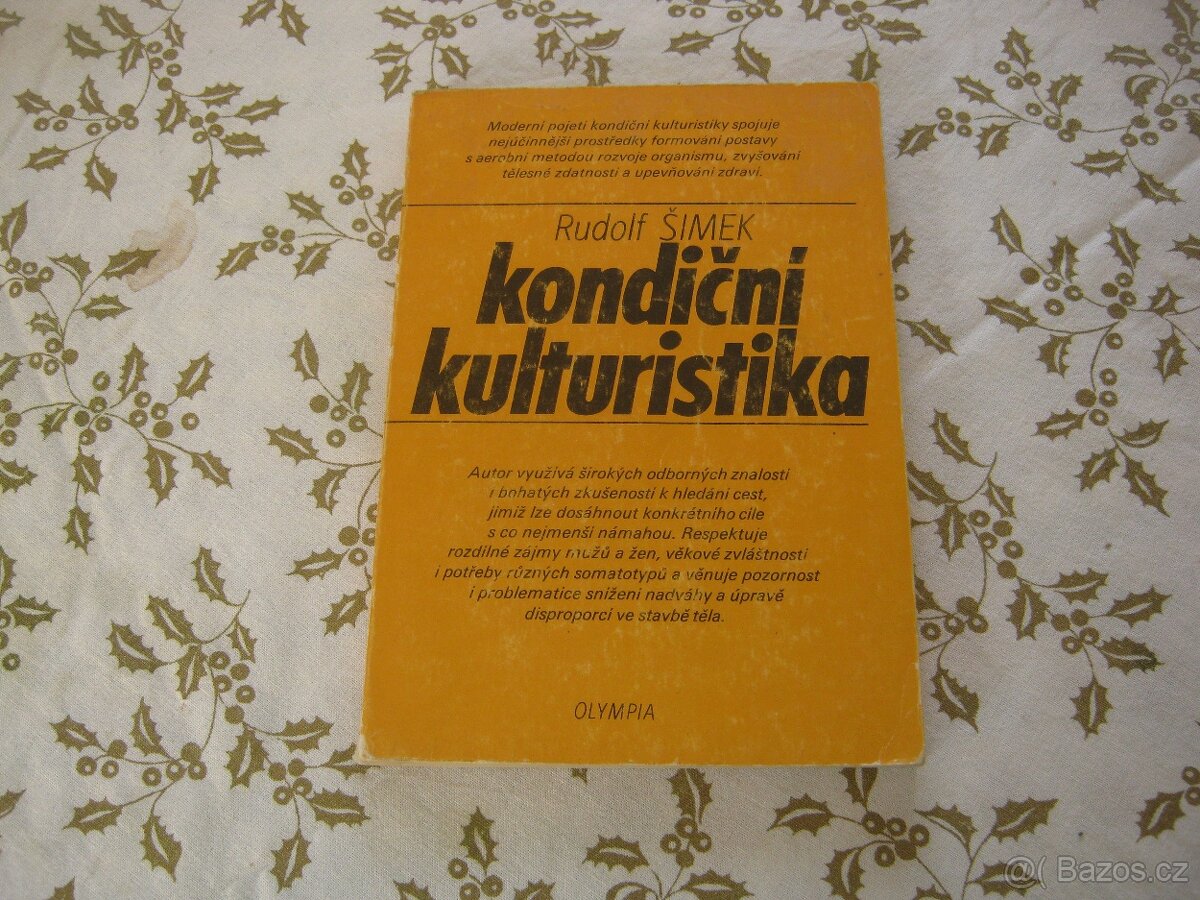 Moderní pojetí kondiční kulturistiky spojuje
nejúčinnější prostředky formování postavy
s aerobní metodou rozvoje organismu, zvyšování
tělesné zdatnosti a upevňování zdraví.
Rudolf ŠIMEK
kondiční
kulturistika
Autor využívá širokých odborných znalostí
i bohatých zkušeností k hledání cest,
jimiž lze dosáhnout konkrétního cíle
s co nejmenší námahou. Respektuje
rozdílné zájmy mužů a žen, věkové zvláštnosti
i potřeby různých somatotypů a věnuje pozornost
i problematice snížení nadváhy a úpravě
disproporcí ve stavbě těla.
OLYMPIA
@( Bazos.cz